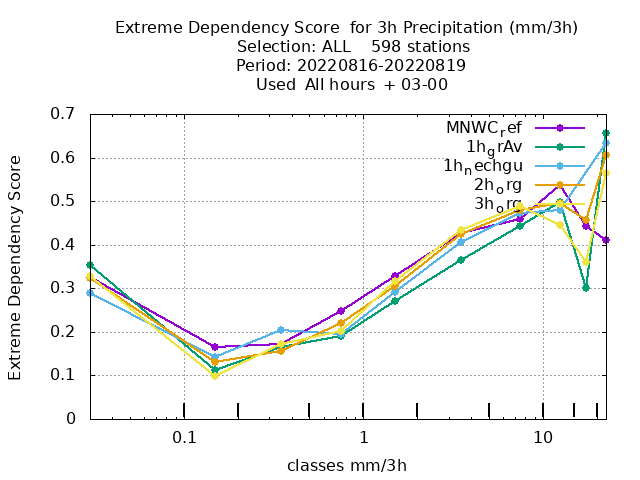 Extreme Dependency Score  for 3h Precipitation (mm/3h)
Selection: ALL    598 stations
Period: 20220816-20220819
Used  All hours  + 03-00
Extreme Dependency Score
0.7
0.6
0.5
0.4
0.3
0.2
0.1
0
MNWC_ref
1h_grAv
1h_nechgu
2h_org
3h_org
0.1
1
10
classes mm/3h